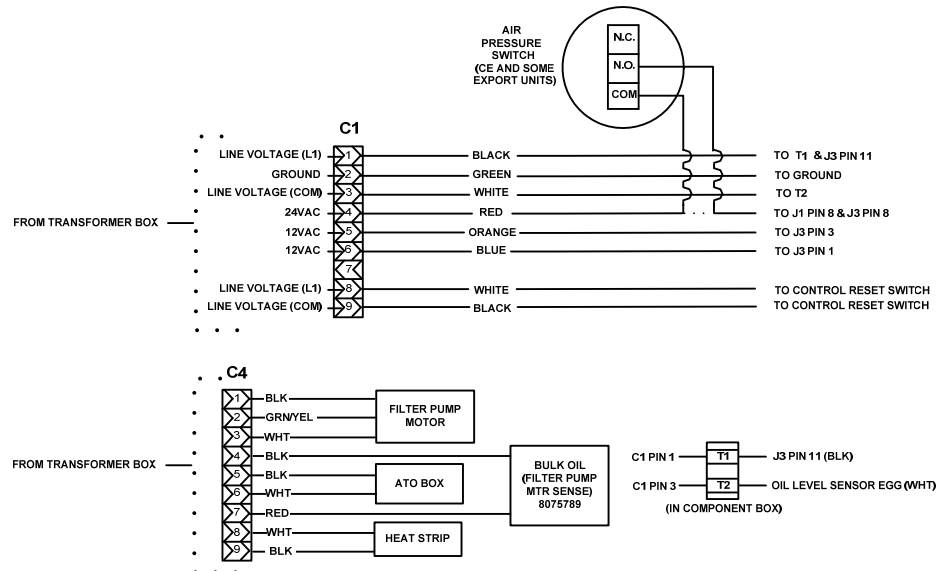 AIR
PRESSURE
SWITCH
(CE AND SOME
EXPORT UNITS)
N.C.
N.O.
COM
C1
LINE VOLTAGE (L1) 1 BLACK TO T1 & J3 PIN 11
GROUND 2 GREEN TO GROUND
LINE VOLTAGE (COM) 3 WHITE TO T2
24VAC 4 RED TO J1 PIN 8 & J3 PIN 8
FROM TRANSFORMER BOX
12VAC 5 ORANGE TO J3 PIN 3
12VAC 6 BLUE TO J3 PIN 1
7
LINE VOLTAGE (L1) 8 WHITE TO CONTROL RESET SWITCH
LINE VOLTAGE (COM) 9 BLACK TO CONTROL RESET SWITCH
C4
1 BLK
2 GRN/YEL
3 WHT
FILTER PUMP
MOTOR
4 BLK
FROM TRANSFORMER BOX
5 BLK
6 WHT
ATO BOX
7 RED
BULK OIL
(FILTER PUMP
MTR SENSE)
8075789
8 WHT
9 BLK
HEAT STRIP
C1 PIN 1 T1 J3 PIN 11 (BLK)
C1 PIN 3 T2 OIL LEVEL SENSOR EGG (WHT)
(IN COMPONENT BOX)